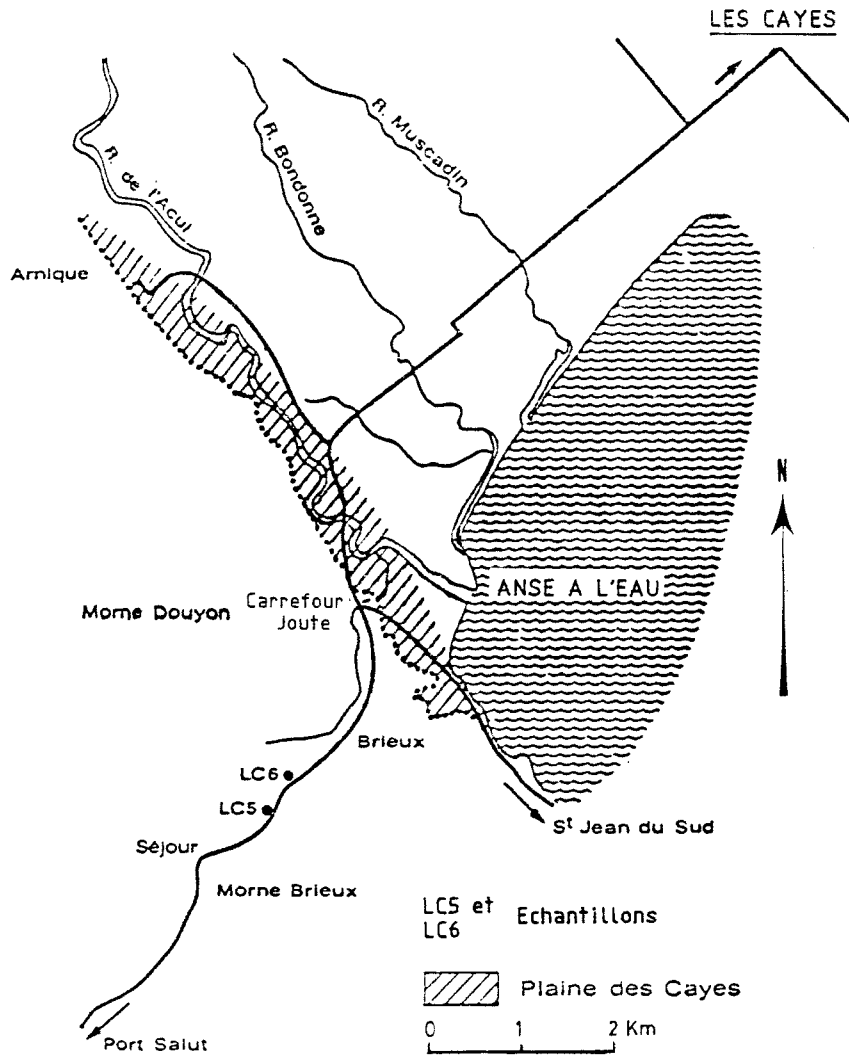 LES CAYES
R. Muscadin
R. Bondonne
R. de l'Acul
Arnique
N
ANSE A L'EAU
Carrefour
Joute
Morne Douyon
Brieux
LC6
LC5
St Jean du Sud
Séjour
Morne Brieux
LC5 et
LC6
Echantillons
Plaine des Cayes
0 1 2 Km
Port Salut